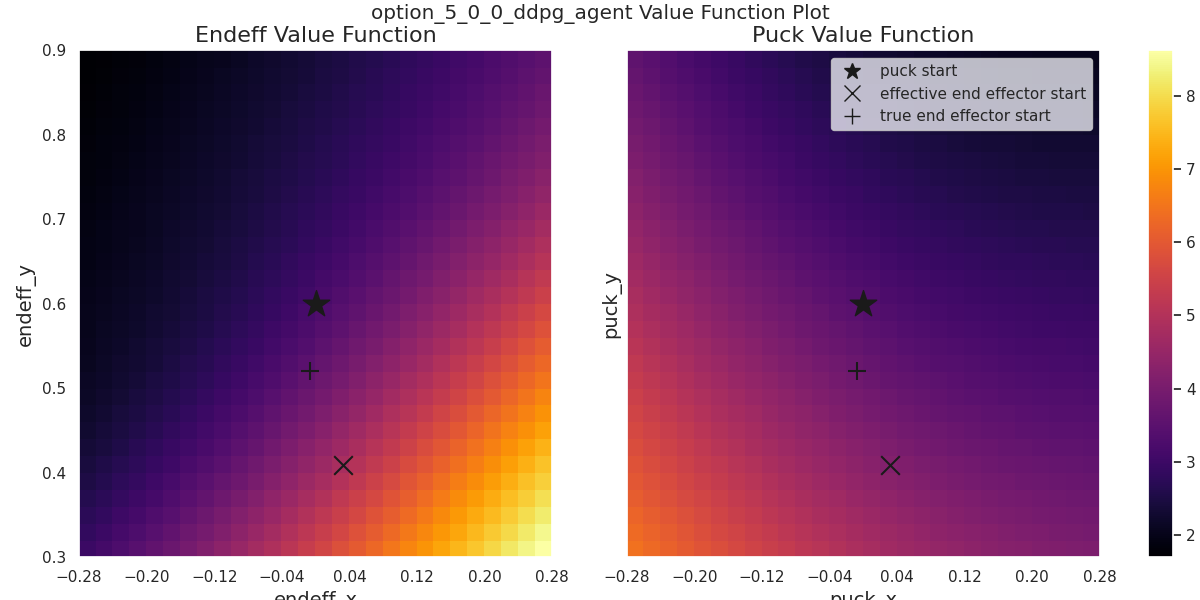 option_5_0_0_ddpg_agent Value Function Plot
Endeff Value Function
Puck Value Function
0.9
0.8
0.7
0.6
0.5
0.4
0.3
endeff_y
−0.28 −0.20 −0.12 −0.04 0.04 0.12 0.20 0.28
endeff_x
puck_y
puck start
effective end effector start
true end effector start
−0.28 −0.20 −0.12 −0.04 0.04 0.12 0.20 0.28
puck_x
8
7
6
5
4
3
2